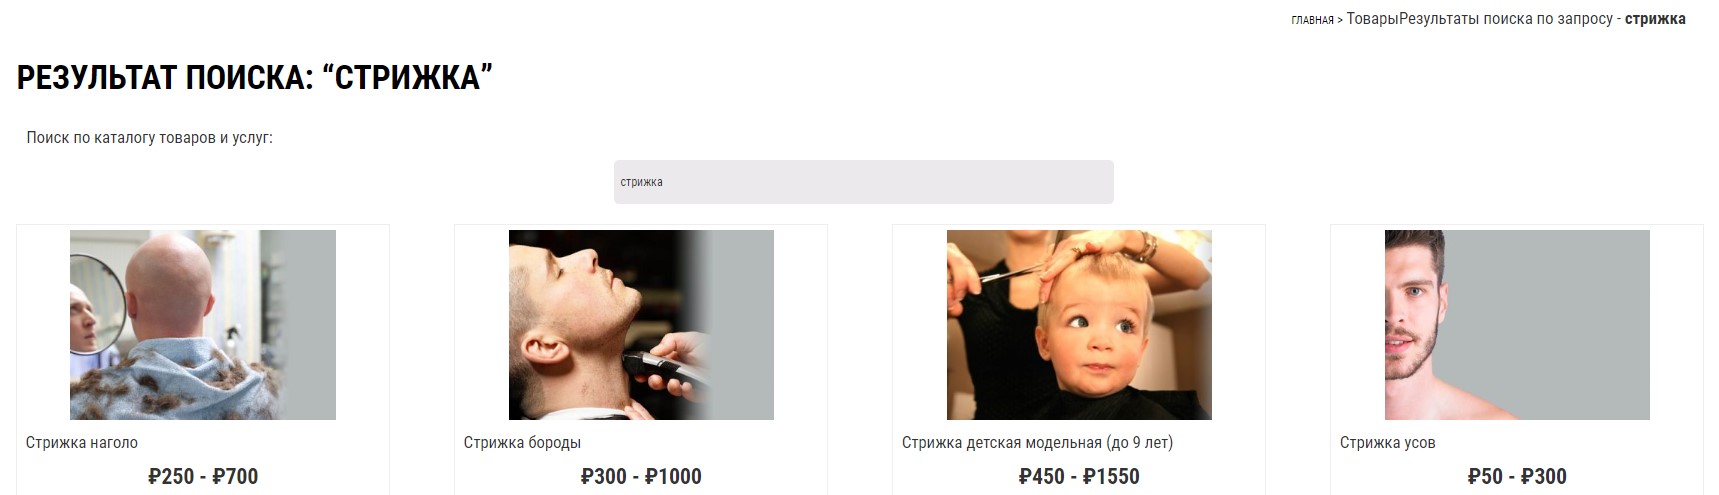 ГЛАВНАЯ > ТоварыРезультаты поиска по запросу - стрижка
РЕЗУЛЬТАТ ПОИСКА: “СТРИЖКА”
Поиск по каталогу товаров и услуг:
стрижка
Стрижка наголо
₽250 - ₽700
Стрижка бороды
₽300 - ₽1000
Стрижка детская модельная (до 9 лет)
₽450 - ₽1550
Стрижка усов
₽50 - ₽300